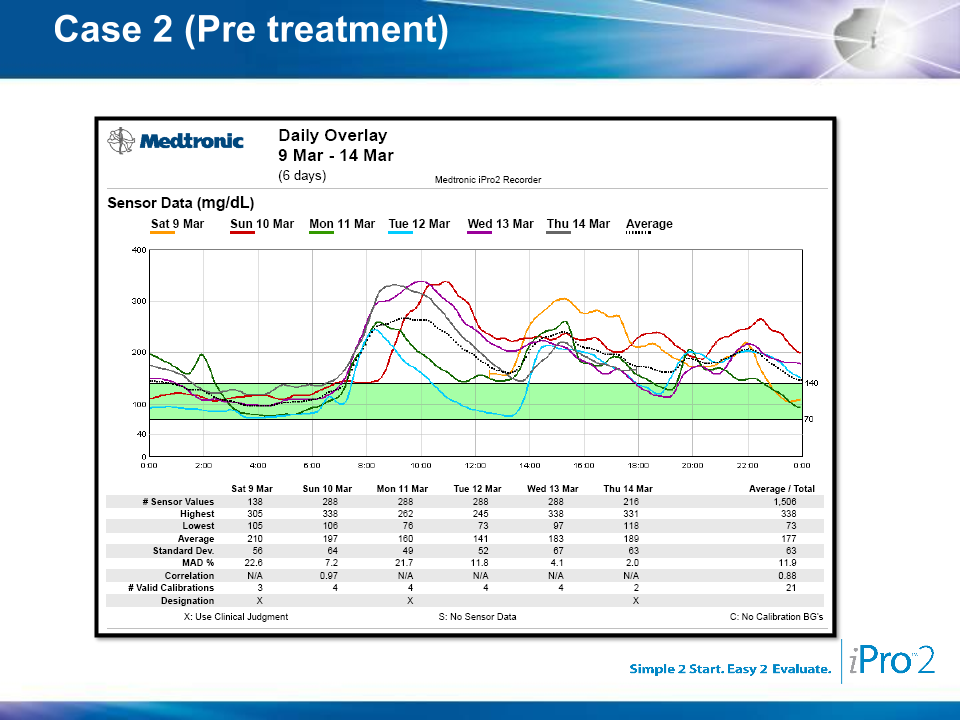 Case 2 (Pre treatment)
Medtronic
Daily Overlay
9 Mar - 14 Mar
(6 days)
Medtronic iPro2 Recorder
Sensor Data (mg/dL)
Sat 9 Mar Sun 10 Mar Mon 11 Mar Tue 12 Mar Wed 13 Mar Thu 14 Mar Average
400
300
200
140
100
70
40
0
0:00 2:00 4:00 6:00 8:00 10:00 12:00 14:00 16:00 18:00 20:00 22:00 0:00
Sat 9 Mar Sun 10 Mar Mon 11 Mar Tue 12 Mar Wed 13 Mar Thu 14 Mar Average / Total
# Sensor Values 138 288 288 288 288 216 1,506
Highest 305 338 262 245 338 331 338
Lowest 105 106 76 73 97 118 73
Average 210 197 160 141 183 189 177
Standard Dev. 56 64 49 52 67 63 63
MAD % 22.6 7.2 21.7 11.8 4.1 2.0 11.9
Correlation N/A 0.97 N/A N/A N/A N/A 0.88
# Valid Calibrations 3 4 4 4 4 2 21
Designation X X X
X: Use Clinical Judgment S: No Sensor Data C: No Calibration BG's
Simple 2 Start. Easy 2 Evaluate.
iPro™2